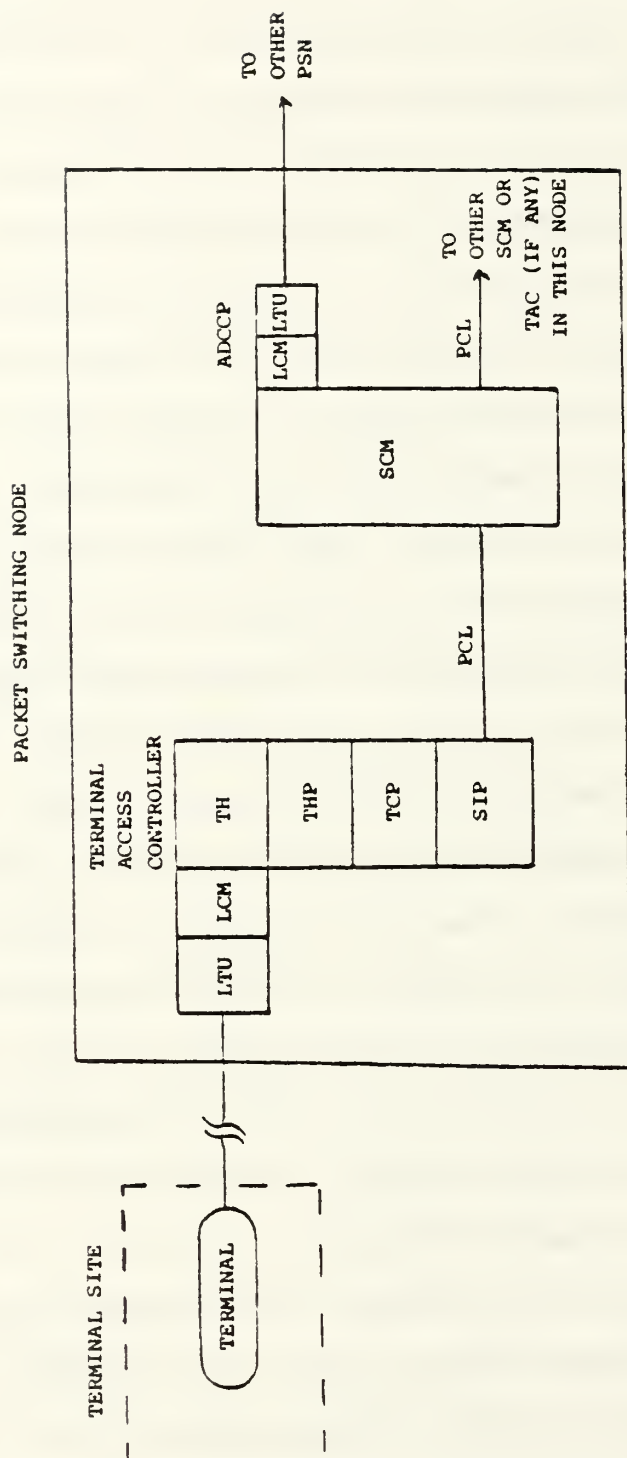 PACKET SWITCHING NODE
TERMINAL SITE
TERMINAL
TERMINAL
ACCESS
CONTROLLER
LTU
LCM
TH
THP
TCP
SIP
PCL
SCM
ADCCP
LCM
LTU
TO
OTHER
PSN
PCL
TO
OTHER
SCM OR
TAC (IF ANY)
IN THIS NODE